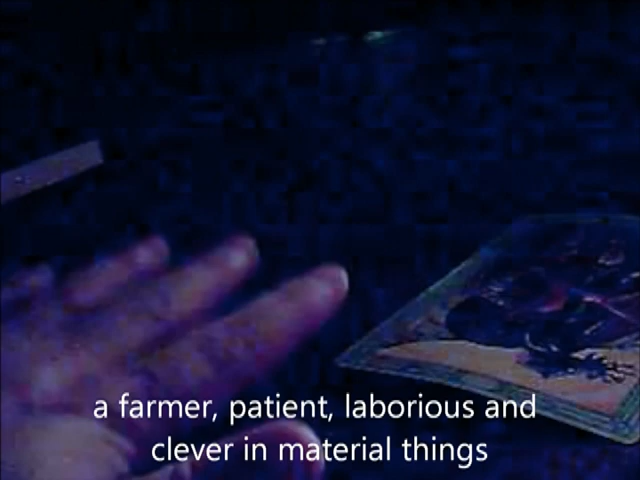 a farmer, patient, laborious and
clever in material things